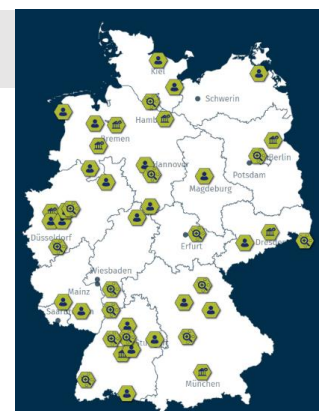 Kiel
Schwerin
Hamb
Bremen
Berlin
Hannover
Potsdam
Magdeburg
Düsseldorf
Erfurt
Dresd
Wiesbaden
Mainz
Saar
München